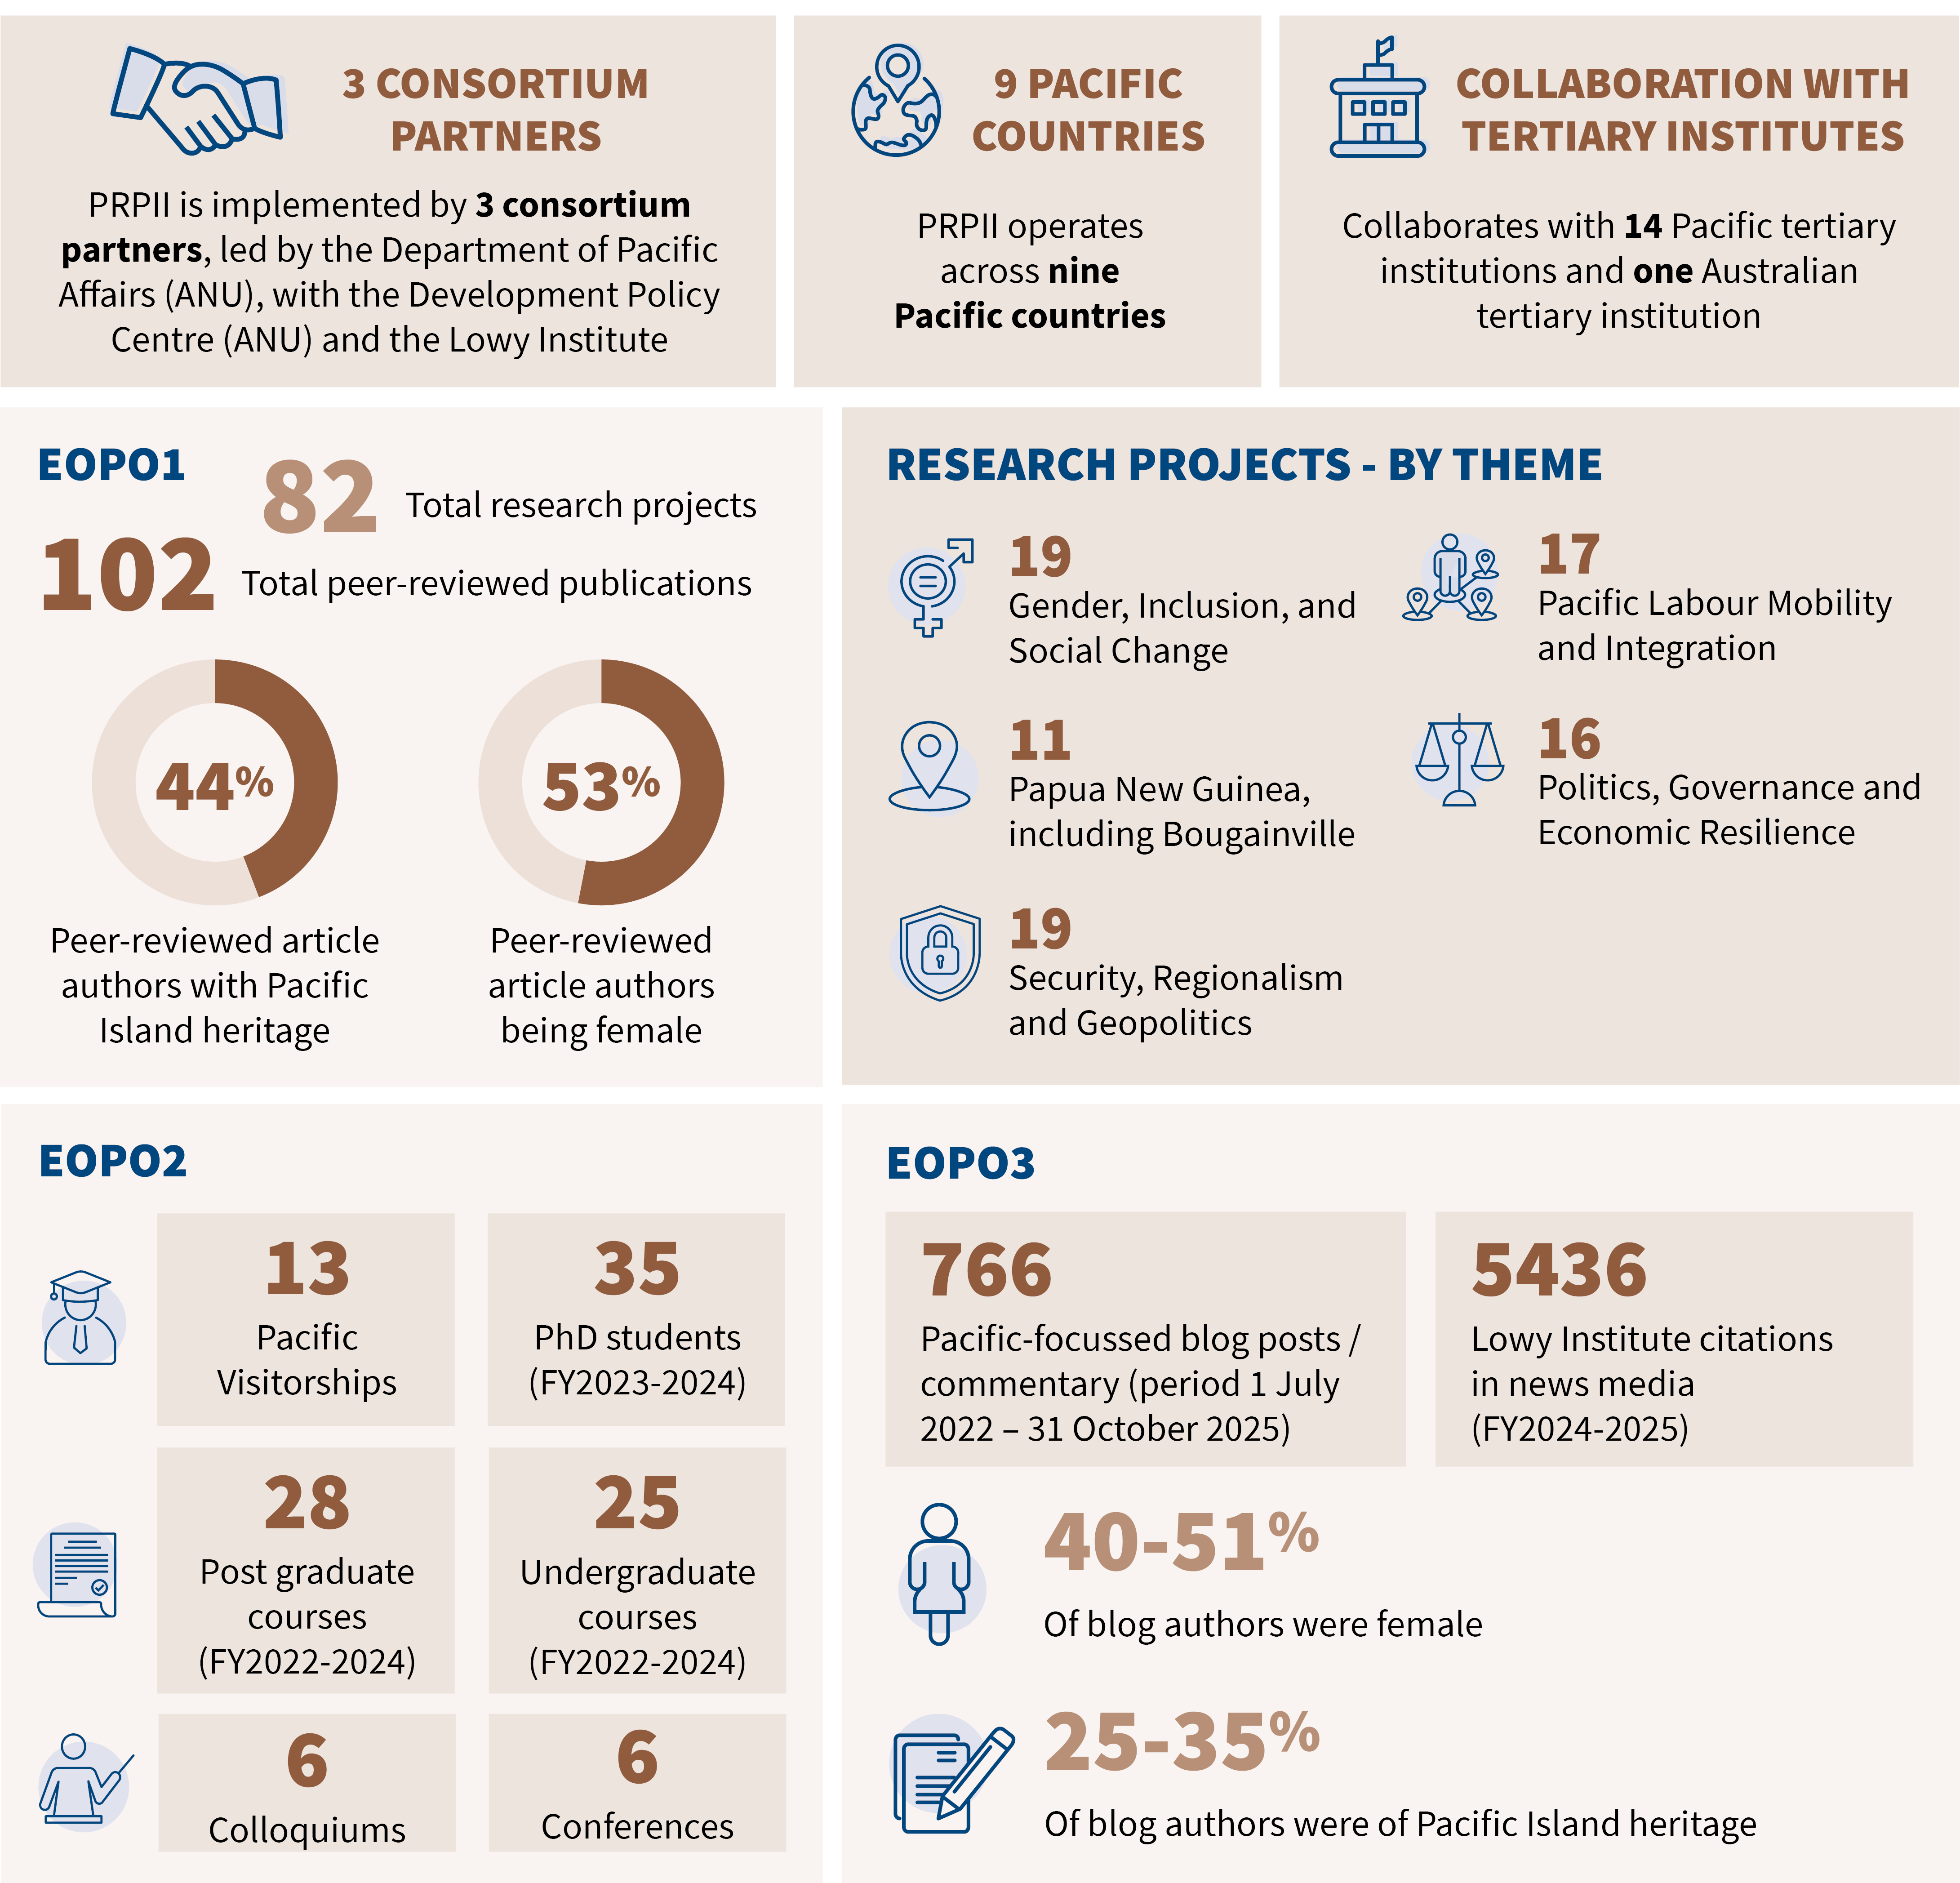 3 CONSORTIUM
PARTNERS
PRPII is implemented by 3 consortium
partners, led by the Department of Pacific
Affairs (ANU), with the Development Policy
Centre (ANU) and the Lowy Institute
9 PACIFIC
COUNTRIES
PRPII operates
across nine
Pacific countries
COLLABORATION WITH
TERTIARY INSTITUTES
Collaborates with 14 Pacific tertiary
institutions and one Australian
tertiary institution
EOPO1
82 Total research projects
102 Total peer-reviewed publications
44%
Peer-reviewed article
authors with Pacific
Island heritage
53%
Peer-reviewed
article authors
being female
RESEARCH PROJECTS - BY THEME
19
Gender, Inclusion, and
Social Change
17
Pacific Labour Mobility
and Integration
11
Papua New Guinea,
including Bougainville
16
Politics, Governance and
Economic Resilience
19
Security, Regionalism
and Geopolitics
EOPO2
13
Pacific
Visitorships
35
PhD students
(FY2023-2024)
28
Post graduate
courses
(FY2022-2024)
25
Undergraduate
courses
(FY2022-2024)
6
Colloquiums
6
Conferences
EOPO3
766
Pacific-focussed blog posts /
commentary (period 1 July
2022 – 31 October 2025)
5436
Lowy Institute citations
in news media
(FY2024-2025)
40-51%
Of blog authors were female
25-35%
Of blog authors were of Pacific Island heritage